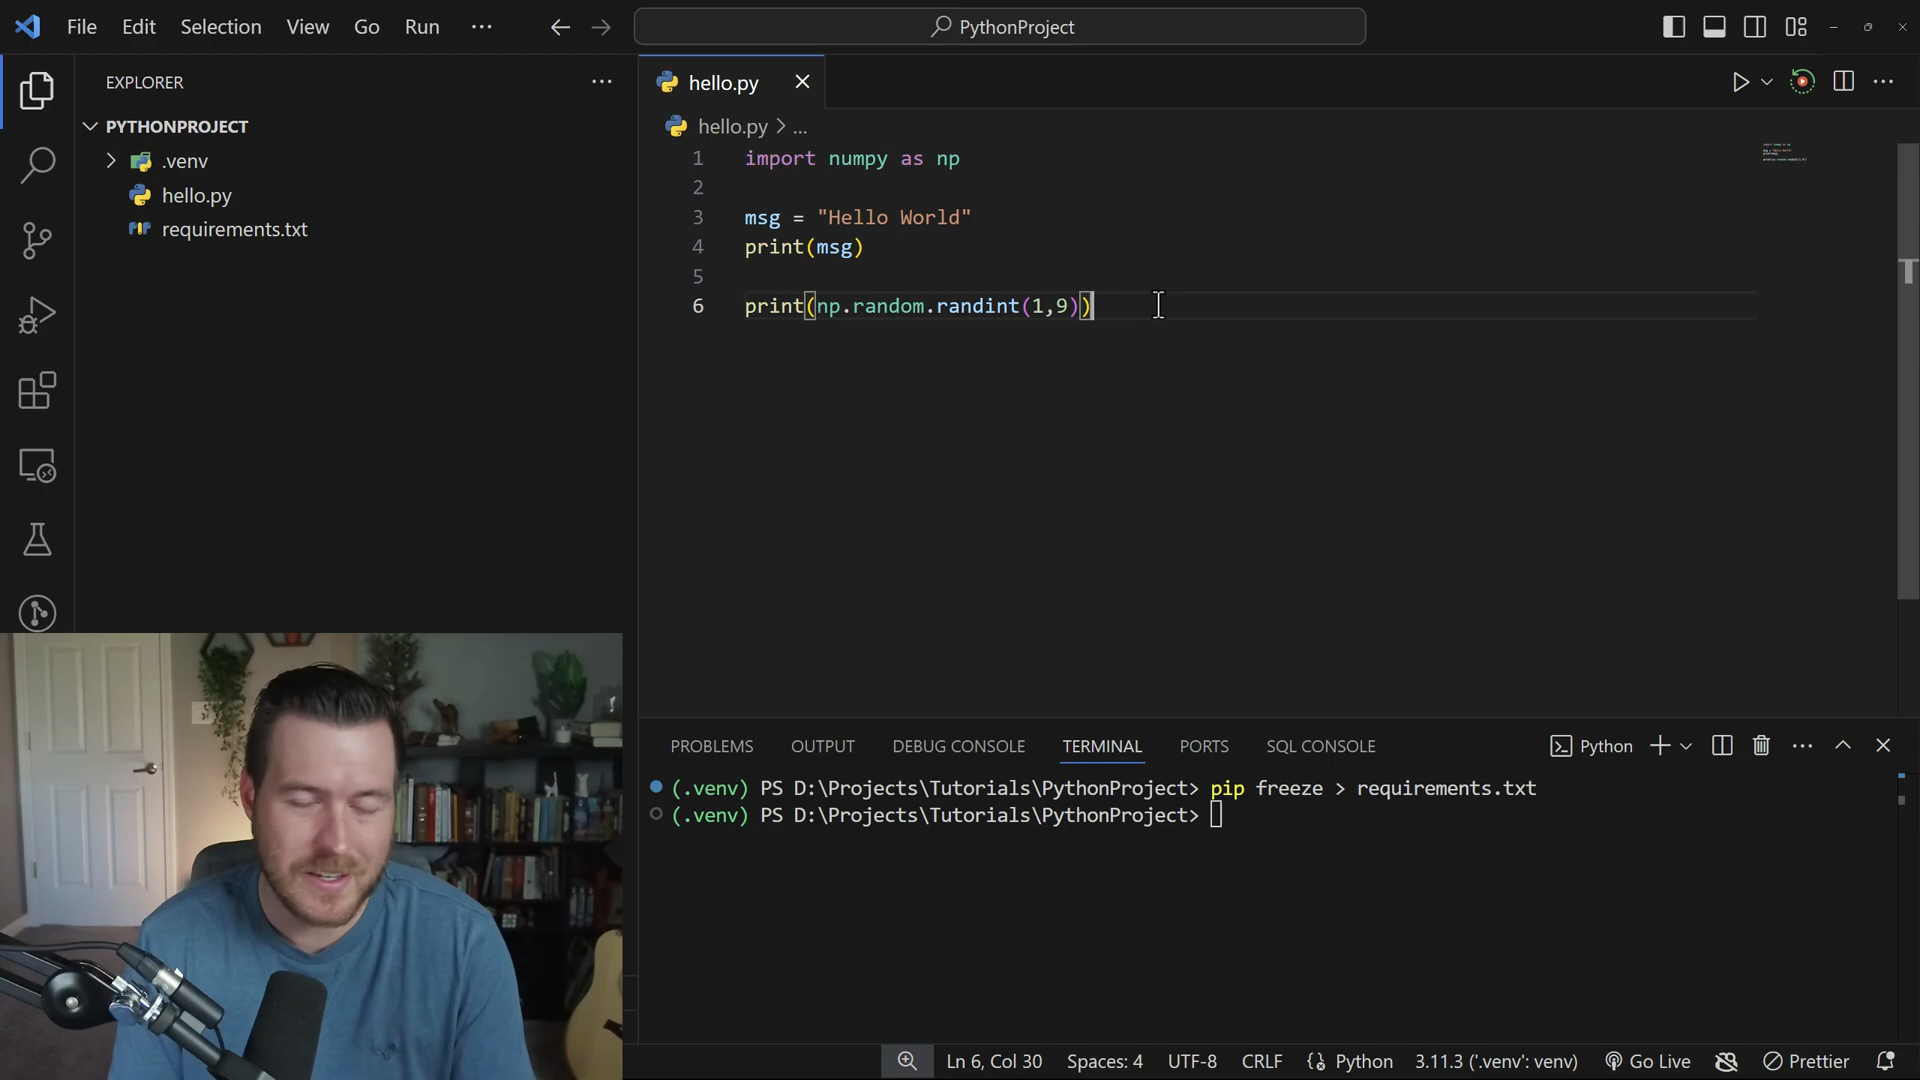 File Edit Selection View Go Run ... PythonProject
EXPLORER ...
PYTHONPROJECT
.venv
hello.py
requirements.txt
hello.py
hello.py > ...
1 import numpy as np
2
3 msg = "Hello World"
4 print(msg)
5
6 print(np.random.randint(1,9))
PROBLEMS OUTPUT DEBUG CONSOLE TERMINAL PORTS SQL CONSOLE Python
(.venv) PS D:\Projects\Tutorials\PythonProject> pip freeze > requirements.txt
(.venv) PS D:\Projects\Tutorials\PythonProject>
Ln 6, Col 30 Spaces: 4 UTF-8 CRLF {} Python 3.11.3 ('.venv': venv) Go Live Prettier